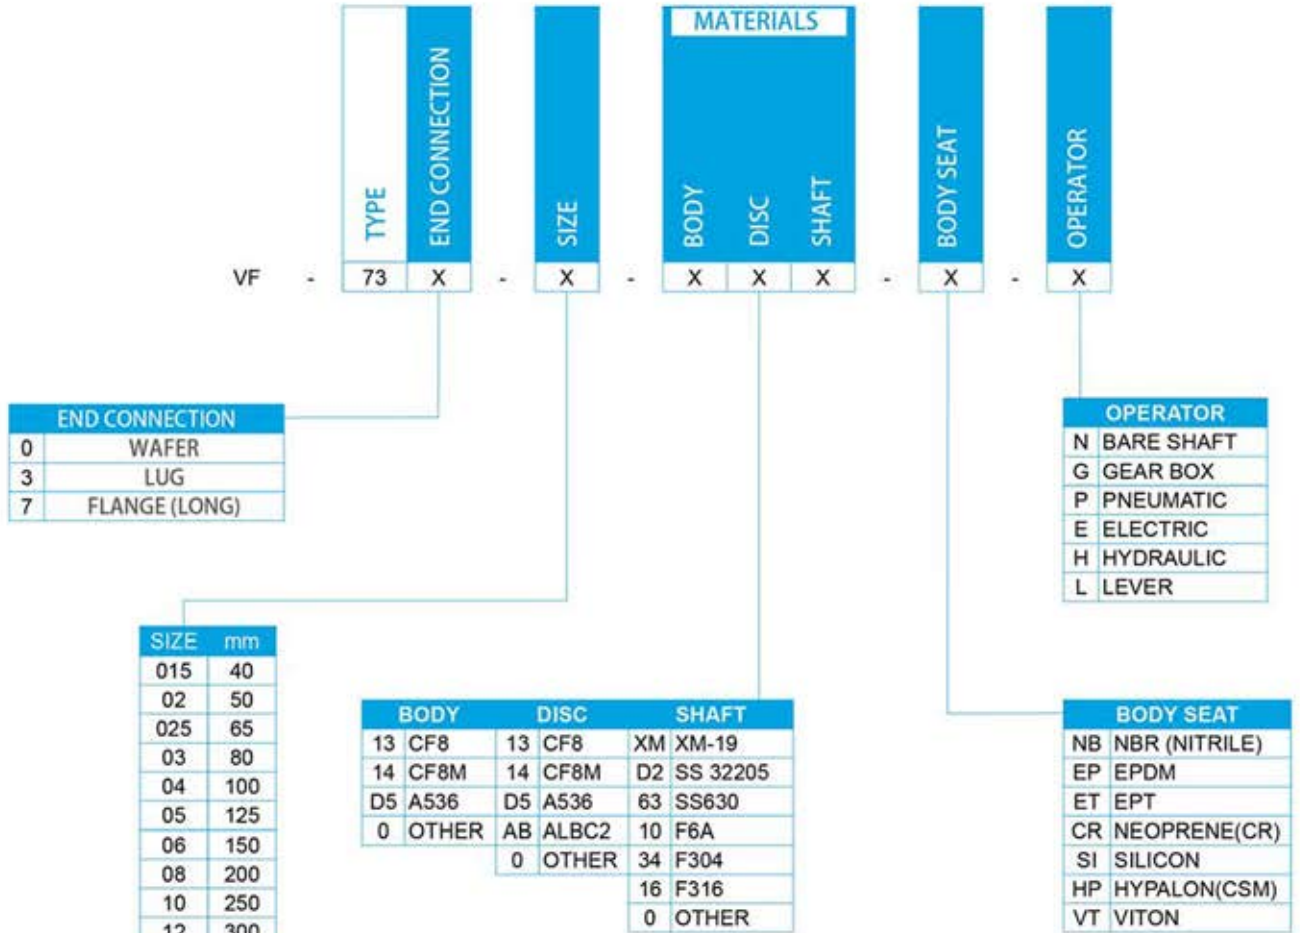 MATERIALS
TYPE
END CONNECTION
SIZE
BODY
DISC
SHAFT
BODY SEAT
OPERATOR
VF - 73 X - X - X X X - X - X
END CONNECTION
0 WAFER
3 LUG
7 FLANGE (LONG)
OPERATOR
N BARE SHAFT
G GEAR BOX
P PNEUMATIC
E ELECTRIC
H HYDRAULIC
L LEVER
SIZE mm
015 40
02 50
025 65
03 80
04 100
05 125
06 150
08 200
10 250
12 300
BODY DISC SHAFT
13 CF8 13 CF8 XM XM-19
14 CF8M 14 CF8M D2 SS 32205
D5 A536 D5 A536 63 SS630
0 OTHER AB ALBC2 10 F6A
0 OTHER 34 F304
16 F316
0 OTHER
BODY SEAT
NB NBR (NITRILE)
EP EPDM
ET EPT
CR NEOPRENE(CR)
SI SILICON
HP HYPALON(CSM)
VT VITON